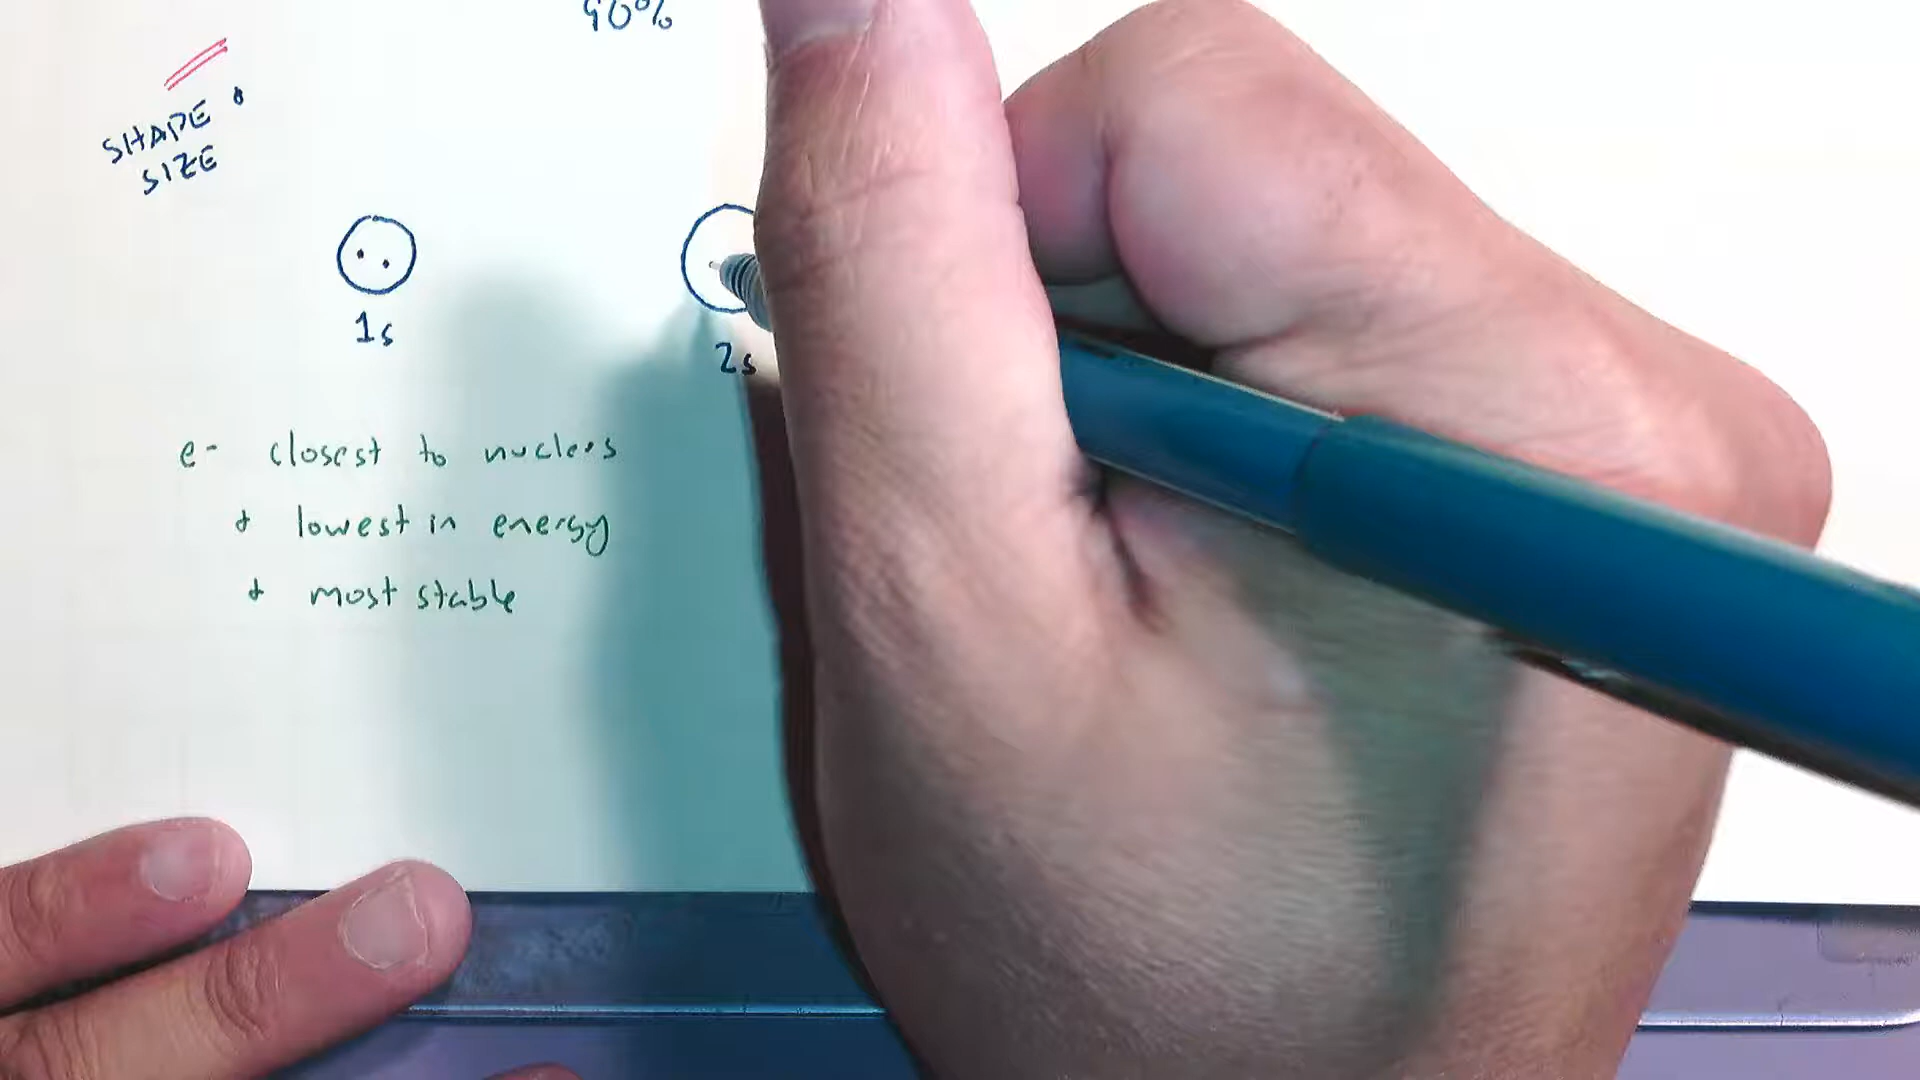 90%
SHAPE
SIZE
1s
2s
e- closest to nucleus
+ lowest in energy
+ most stable